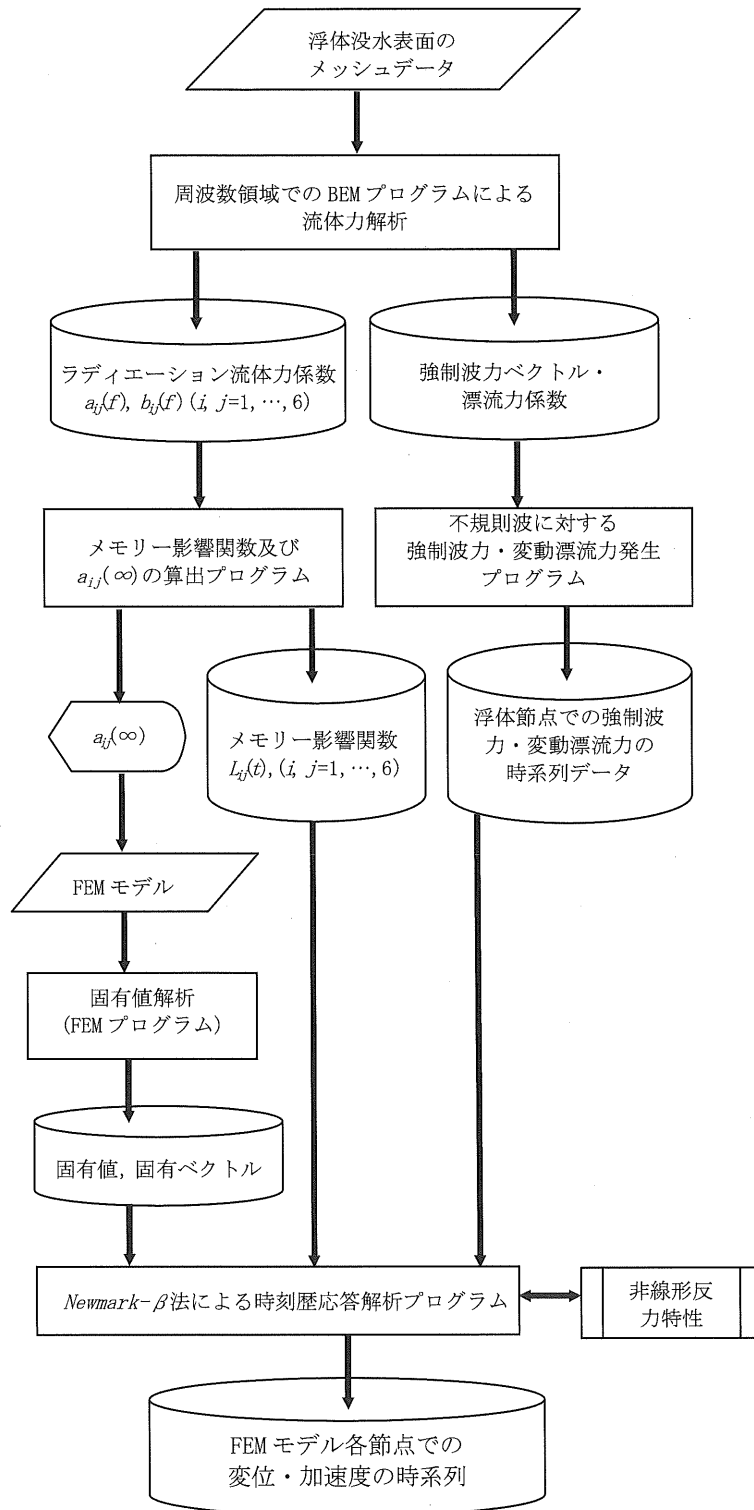 浮体没水表面の
メッシュデータ
周波数領域での BEM プログラムによる
流体力解析
ラディエーション流体力係数
a_{ij}(f), b_{ij}(f) (i, j=1, …, 6)
強制波力ベクトル・
漂流力係数
メモリー影響関数及び
a_{ij}(∞)の算出プログラム
不規則波に対する
強制波力・変動漂流力発生
プログラム
a_{ij}(∞)
メモリー影響関数
L_{ij}(t), (i, j=1, …, 6)
浮体節点での強制波
力・変動漂流力の
時系列データ
FEM モデル
固有値解析
(FEM プログラム)
固有値, 固有ベクトル
Newmark-β法による時刻歴応答解析プログラム
非線形反
力特性
FEM モデル各節点での
変位・加速度の時系列